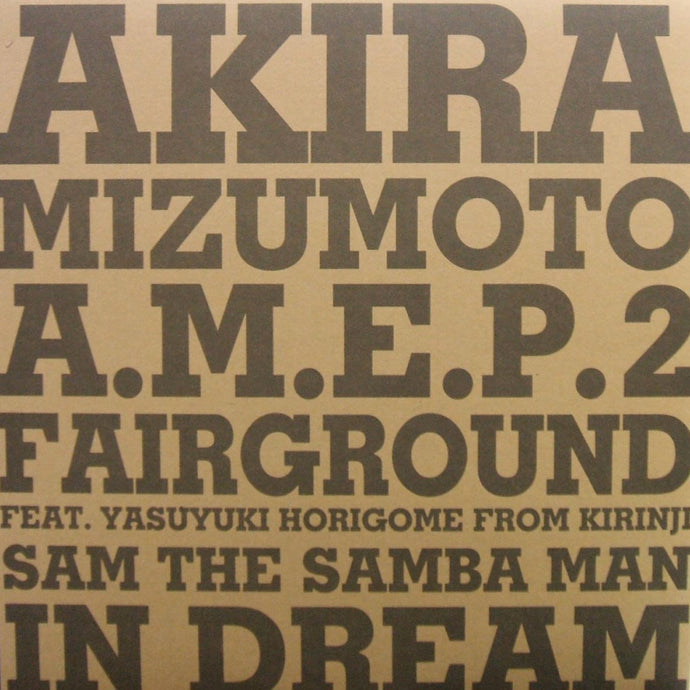 AKIRA
MIZUMOTO
A.M.E.P.2
FAIRGROUND
FEAT. YASUYUKI HORIGOME FROM KIRINJI
SAM THE SAMBA MAN
IN DREAM